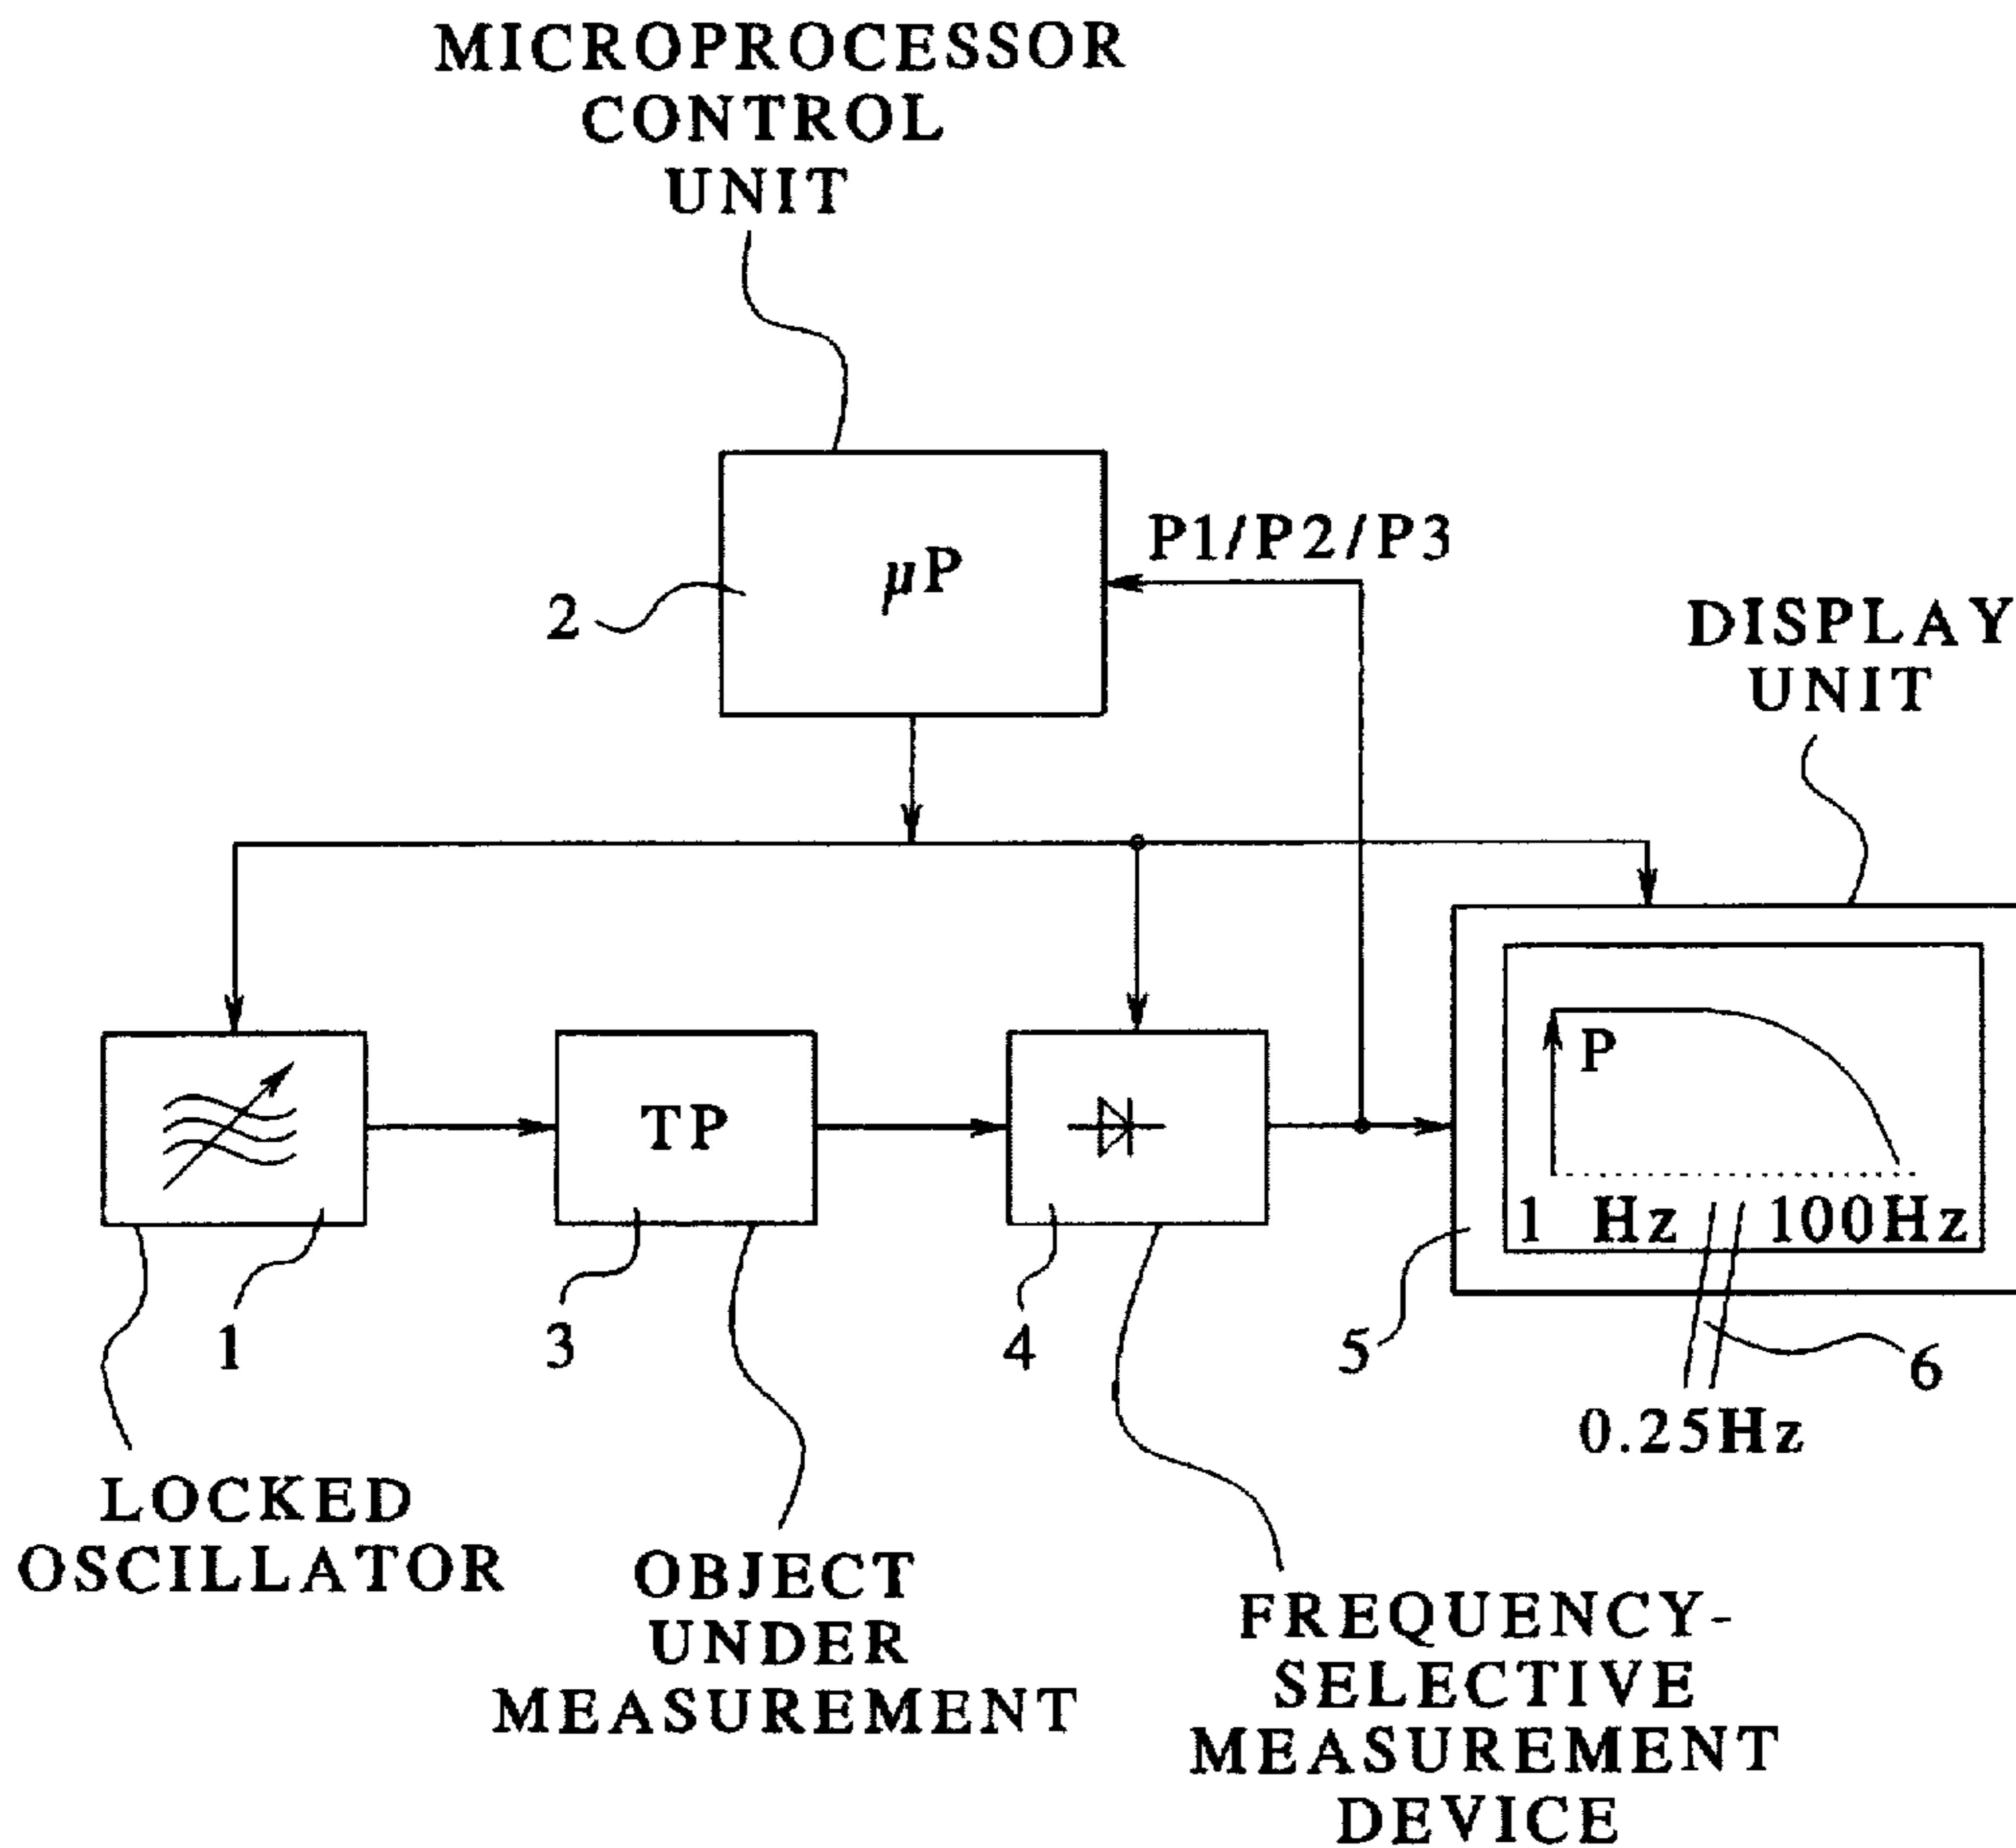 MICROPROCESSOR
CONTROL
UNIT
µP
P1/P2/P3
2
DISPLAY
UNIT
P
TP
1 Hz 100Hz
1
3
4
5
6
0.25Hz
LOCKED
OSCILLATOR
OBJECT
UNDER
MEASUREMENT
FREQUENCY-
SELECTIVE
MEASUREMENT
DEVICE